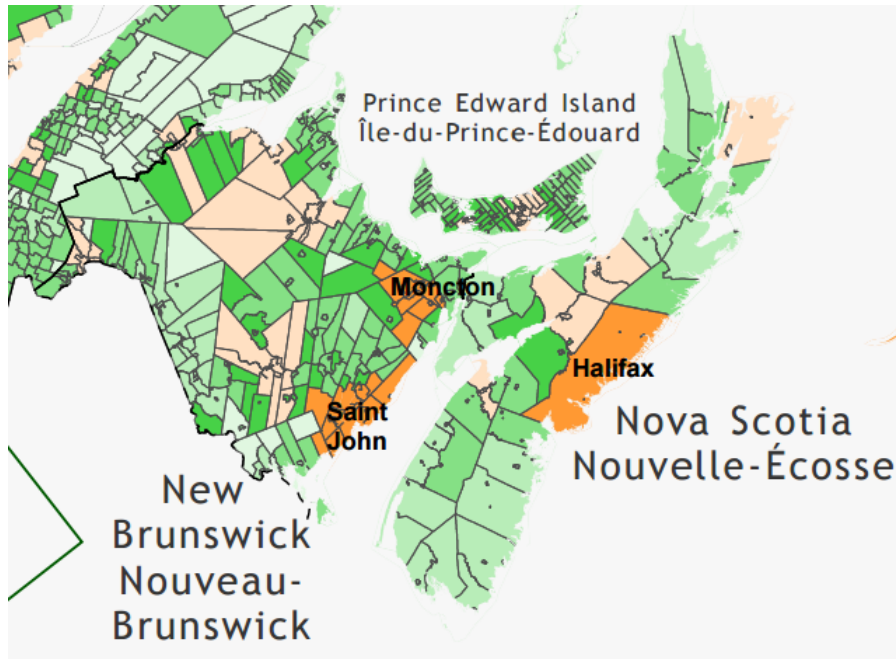 Prince Edward Island
Île-du-Prince-Édouard
Moncton
Halifax
Saint
John
Nova Scotia
Nouvelle-Écosse
New
Brunswick
Nouveau-
Brunswick